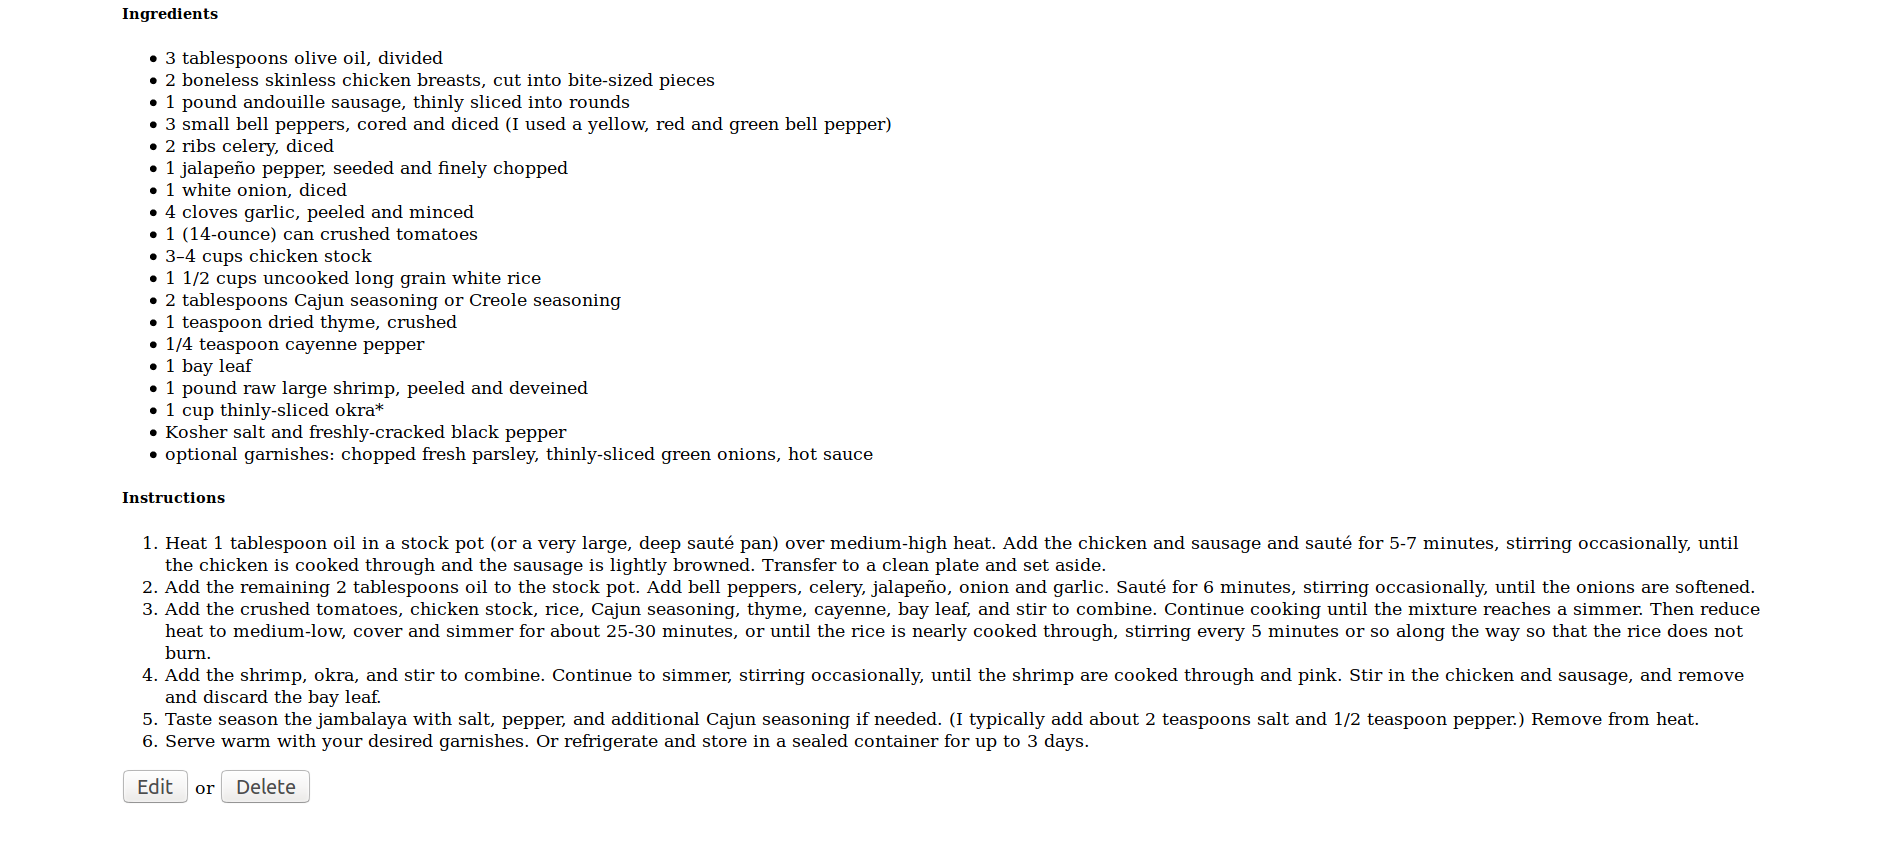 Ingredients
• 3 tablespoons olive oil, divided
• 2 boneless skinless chicken breasts, cut into bite-sized pieces
• 1 pound andouille sausage, thinly sliced into rounds
• 3 small bell peppers, cored and diced (I used a yellow, red and green bell pepper)
• 2 ribs celery, diced
• 1 jalapeño pepper, seeded and finely chopped
• 1 white onion, diced
• 4 cloves garlic, peeled and minced
• 1 (14-ounce) can crushed tomatoes
• 3–4 cups chicken stock
• 1 1/2 cups uncooked long grain white rice
• 2 tablespoons Cajun seasoning or Creole seasoning
• 1 teaspoon dried thyme, crushed
• 1/4 teaspoon cayenne pepper
• 1 bay leaf
• 1 pound raw large shrimp, peeled and deveined
• 1 cup thinly-sliced okra*
• Kosher salt and freshly-cracked black pepper
• optional garnishes: chopped fresh parsley, thinly-sliced green onions, hot sauce
Instructions
1. Heat 1 tablespoon oil in a stock pot (or a very large, deep sauté pan) over medium-high heat. Add the chicken and sausage and sauté for 5-7 minutes, stirring occasionally, until
the chicken is cooked through and the sausage is lightly browned. Transfer to a clean plate and set aside.
2. Add the remaining 2 tablespoons oil to the stock pot. Add bell peppers, celery, jalapeño, onion and garlic. Sauté for 6 minutes, stirring occasionally, until the onions are softened.
3. Add the crushed tomatoes, chicken stock, rice, Cajun seasoning, thyme, cayenne, bay leaf, and stir to combine. Continue cooking until the mixture reaches a simmer. Then reduce
heat to medium-low, cover and simmer for about 25-30 minutes, or until the rice is nearly cooked through, stirring every 5 minutes or so along the way so that the rice does not
burn.
4. Add the shrimp, okra, and stir to combine. Continue to simmer, stirring occasionally, until the shrimp are cooked through and pink. Stir in the chicken and sausage, and remove
and discard the bay leaf.
5. Taste season the jambalaya with salt, pepper, and additional Cajun seasoning if needed. (I typically add about 2 teaspoons salt and 1/2 teaspoon pepper.) Remove from heat.
6. Serve warm with your desired garnishes. Or refrigerate and store in a sealed container for up to 3 days.
Edit or Delete